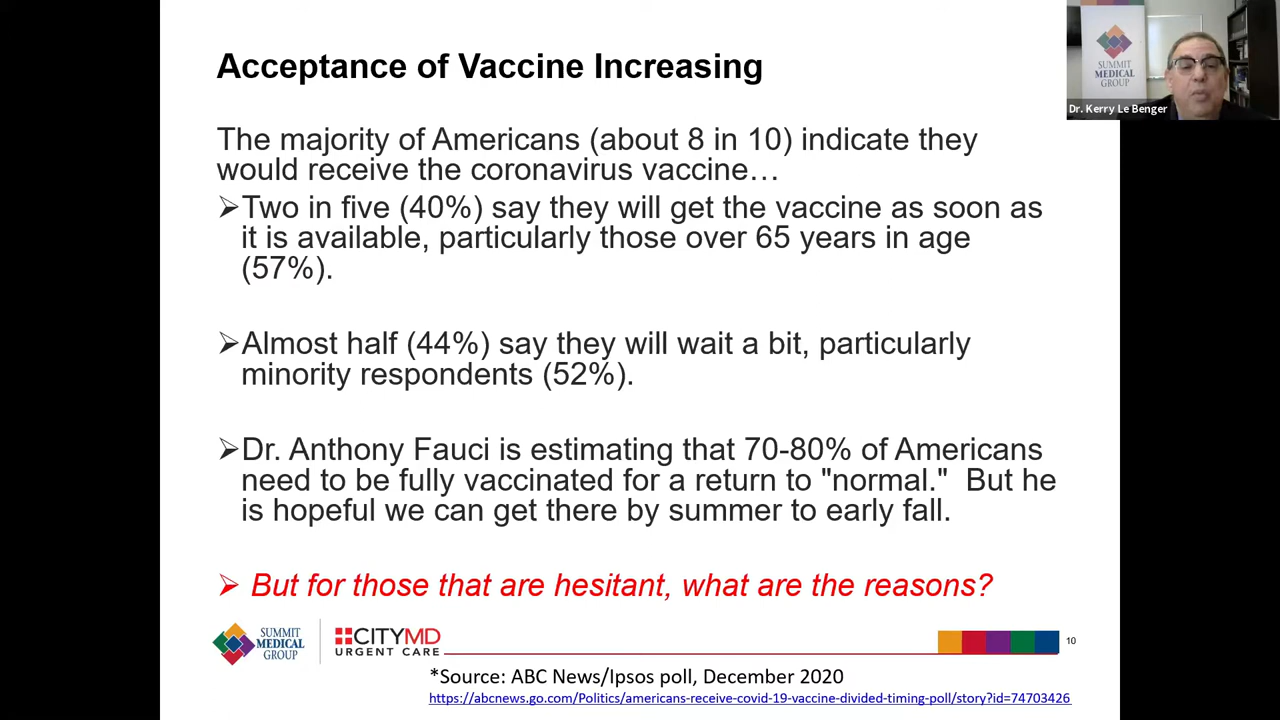 Acceptance of Vaccine Increasing
SUMMIT
MEDICAL
GROUP
Dr. Kerry Le Benger
The majority of Americans (about 8 in 10) indicate they
would receive the coronavirus vaccine…
➢Two in five (40%) say they will get the vaccine as soon as
it is available, particularly those over 65 years in age
(57%).
➢Almost half (44%) say they will wait a bit, particularly
minority respondents (52%).
➢Dr. Anthony Fauci is estimating that 70-80% of Americans
need to be fully vaccinated for a return to "normal."  But he
is hopeful we can get there by summer to early fall.
➢ But for those that are hesitant, what are the reasons?
SUMMIT
MEDICAL
GROUP
CITYMD
URGENT CARE
10
*Source: ABC News/Ipsos poll, December 2020
https://abcnews.go.com/Politics/americans-receive-covid-19-vaccine-divided-timing-poll/story?id=74703426